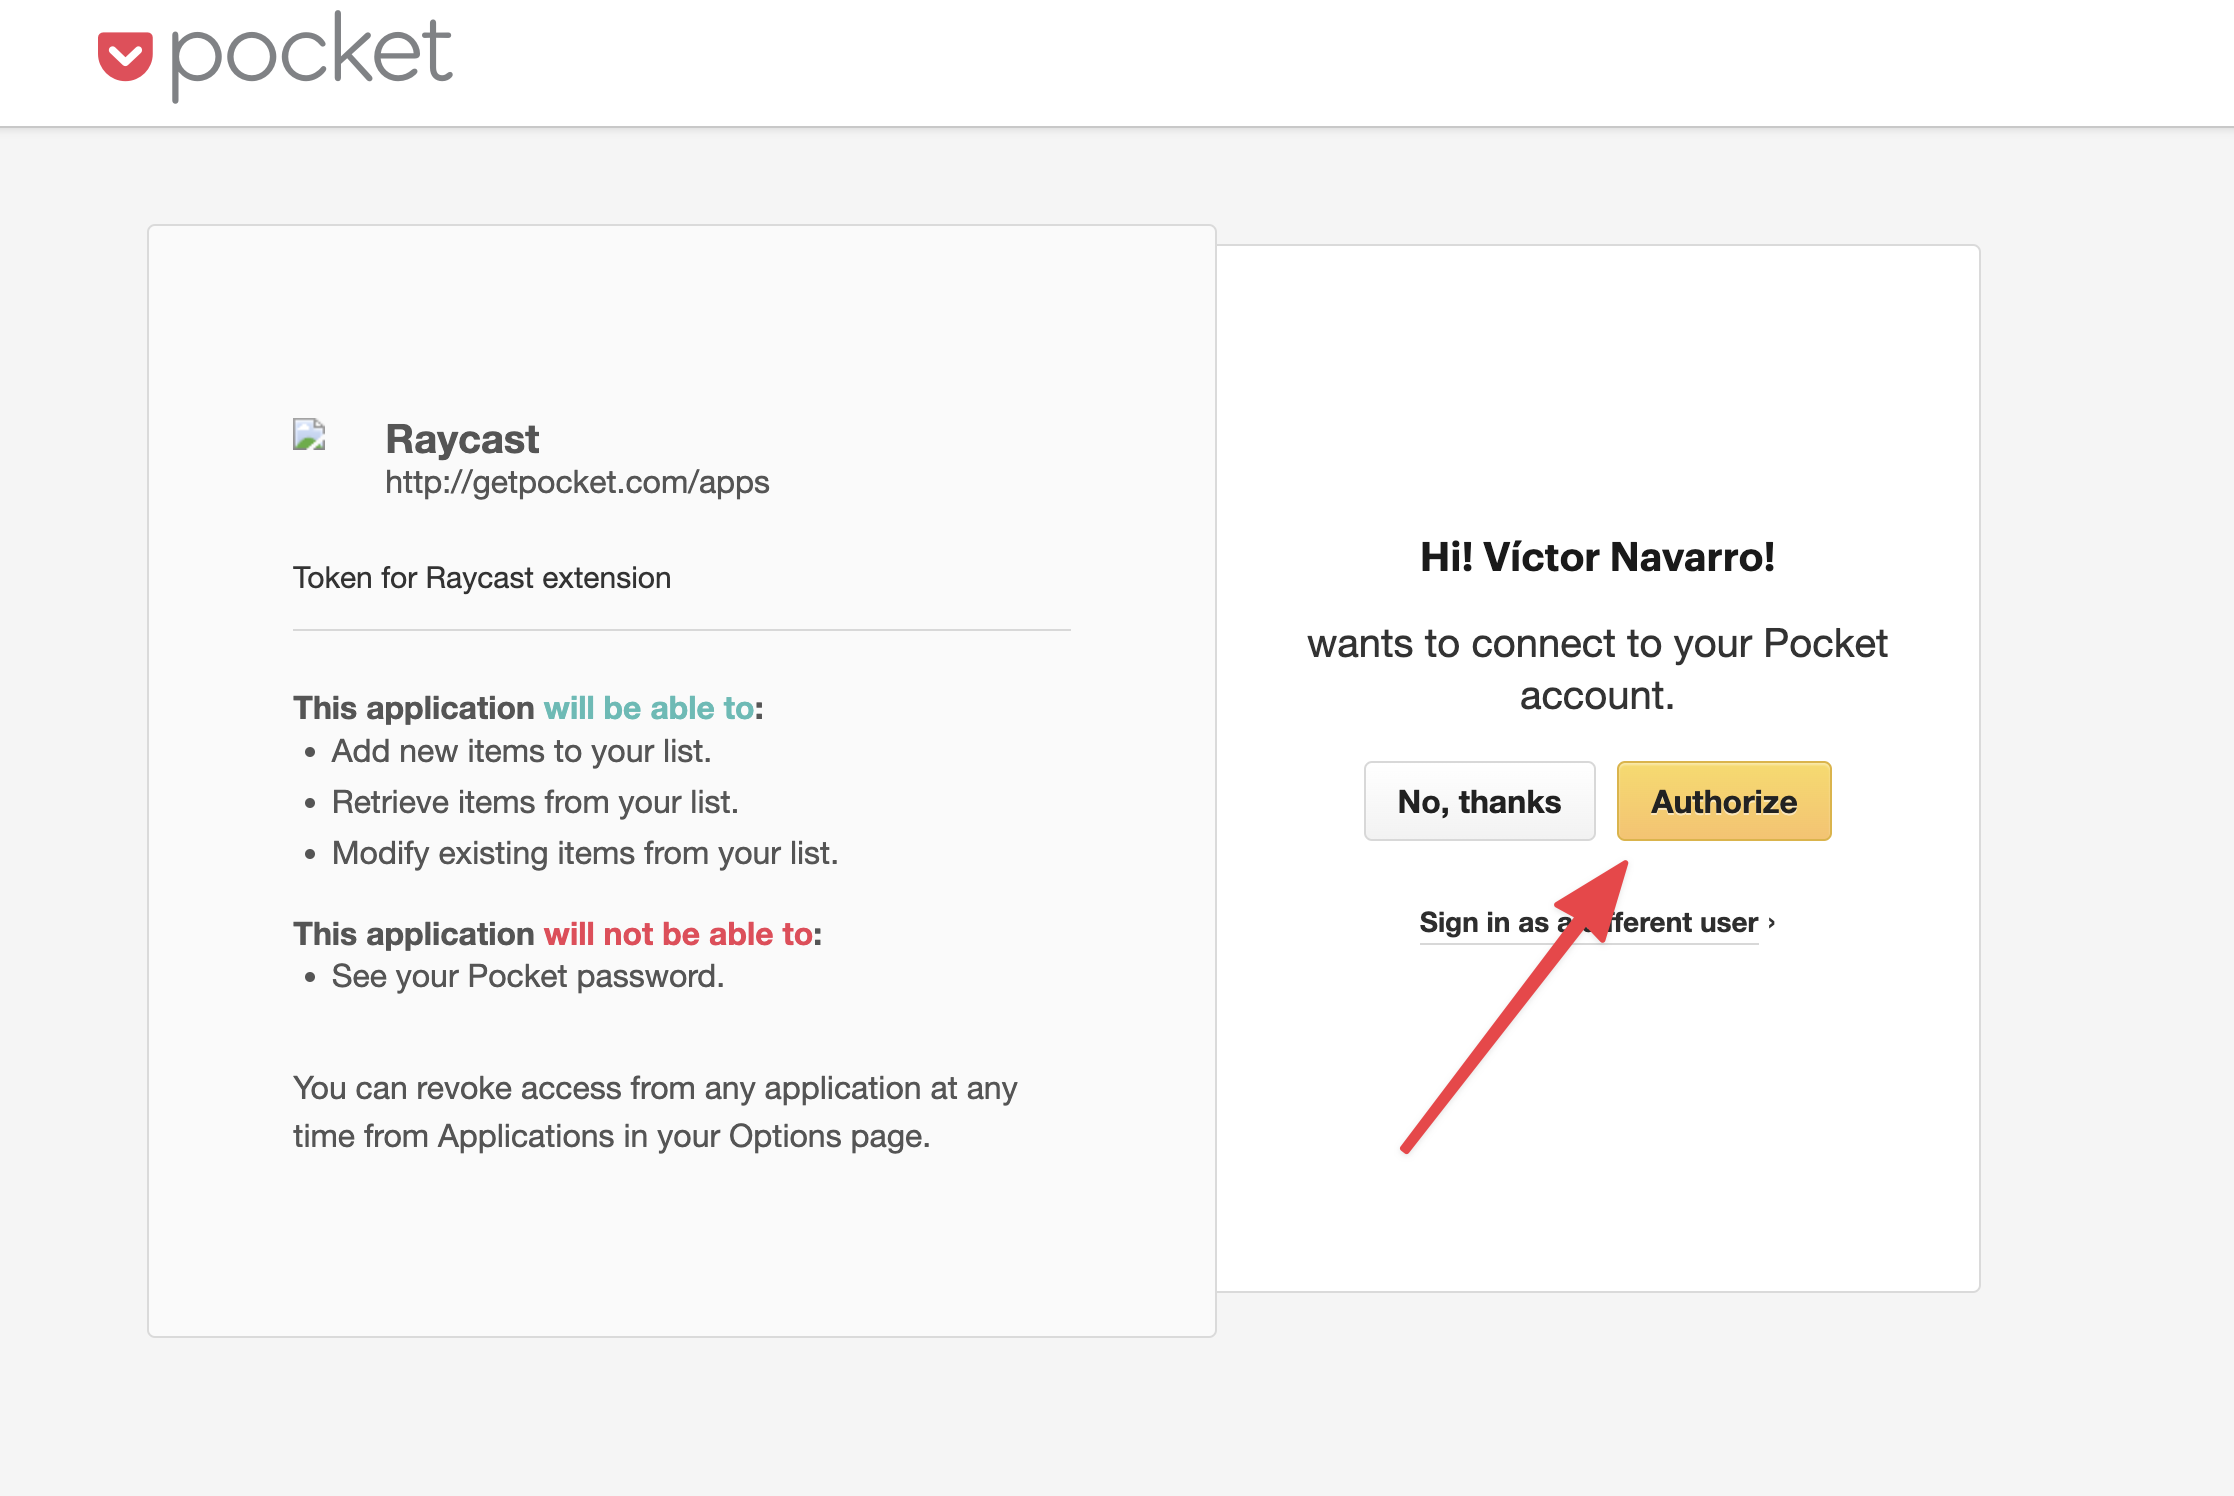 pocket
Raycast
http://getpocket.com/apps
Token for Raycast extension
This application will be able to:
• Add new items to your list.
• Retrieve items from your list.
• Modify existing items from your list.
This application will not be able to:
• See your Pocket password.
You can revoke access from any application at any
time from Applications in your Options page.
Hi! Víctor Navarro!
wants to connect to your Pocket
account.
No, thanks
Authorize
Sign in as a different user ›